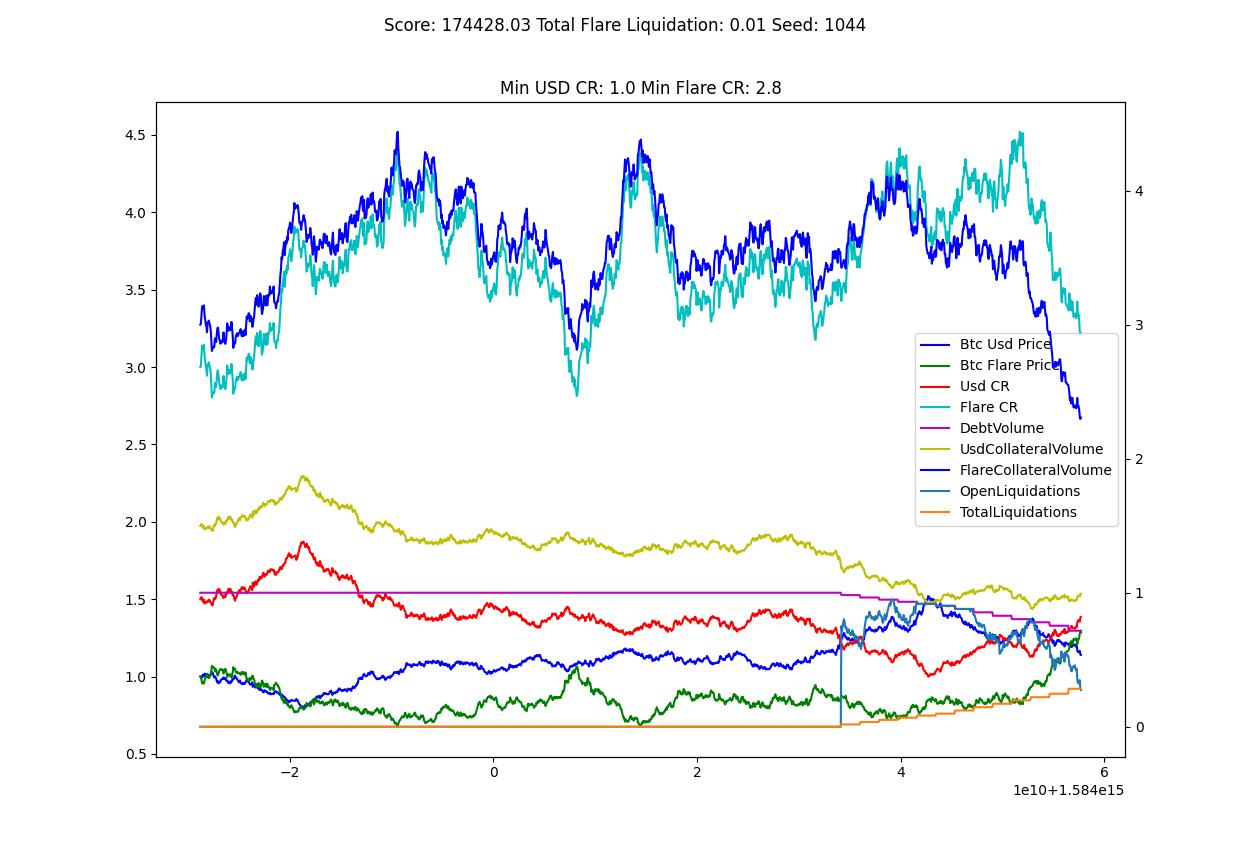 Score: 174428.03 Total Flare Liquidation: 0.01 Seed: 1044
Min USD CR: 1.0 Min Flare CR: 2.8
4.5
4.0
3.5
3.0
2.5
2.0
1.5
1.0
0.5
4
3
2
1
0
Btc Usd Price
Btc Flare Price
Usd CR
Flare CR
DebtVolume
UsdCollateralVolume
FlareCollateralVolume
OpenLiquidations
TotalLiquidations
−2 0 2 4 6
1e10+1.584e15